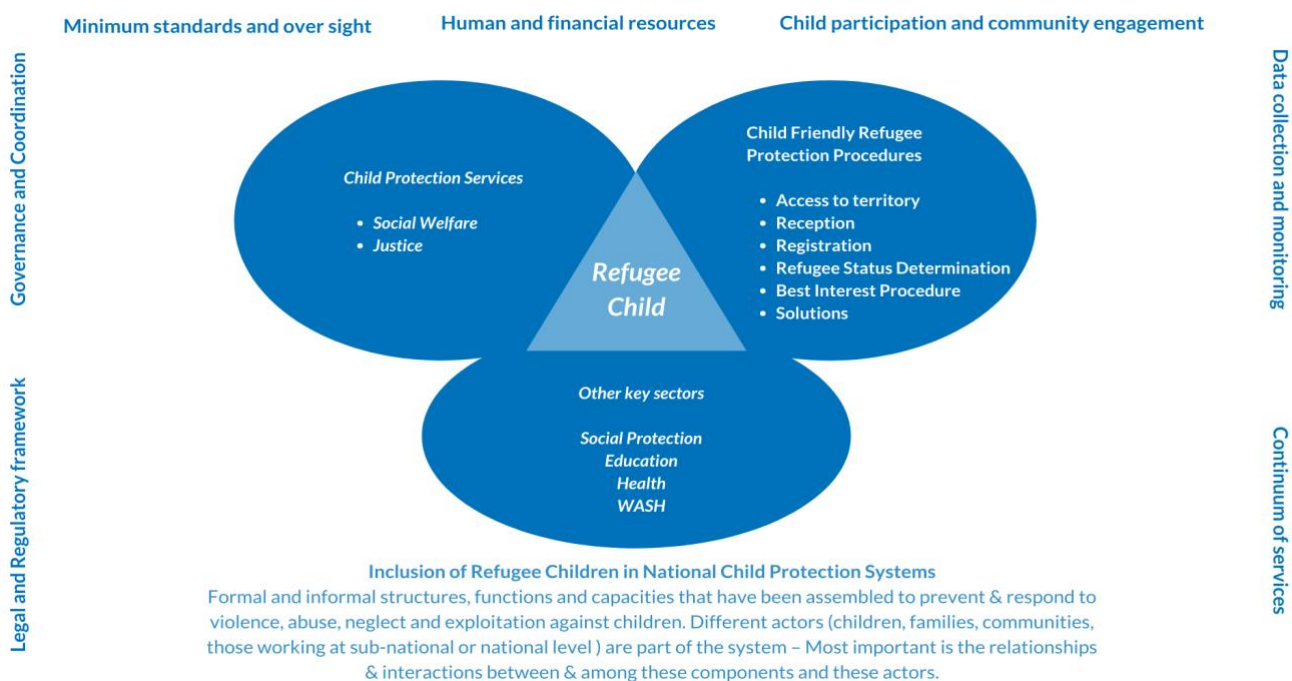 Minimum standards and over sight
Human and financial resources
Child participation and community engagement
Governance and Coordination
Legal and Regulatory framework
Child Protection Services
• Social Welfare
• Justice
Refugee
Child
Child Friendly Refugee
Protection Procedures
• Access to territory
• Reception
• Registration
• Refugee Status Determination
• Best Interest Procedure
• Solutions
Other key sectors
Social Protection
Education
Health
WASH
Data collection and monitoring
Continuum of services
Inclusion of Refugee Children in National Child Protection Systems
Formal and informal structures, functions and capacities that have been assembled to prevent & respond to
violence, abuse, neglect and exploitation against children. Different actors (children, families, communities,
those working at sub-national or national level ) are part of the system – Most important is the relationships
& interactions between & among these components and these actors.